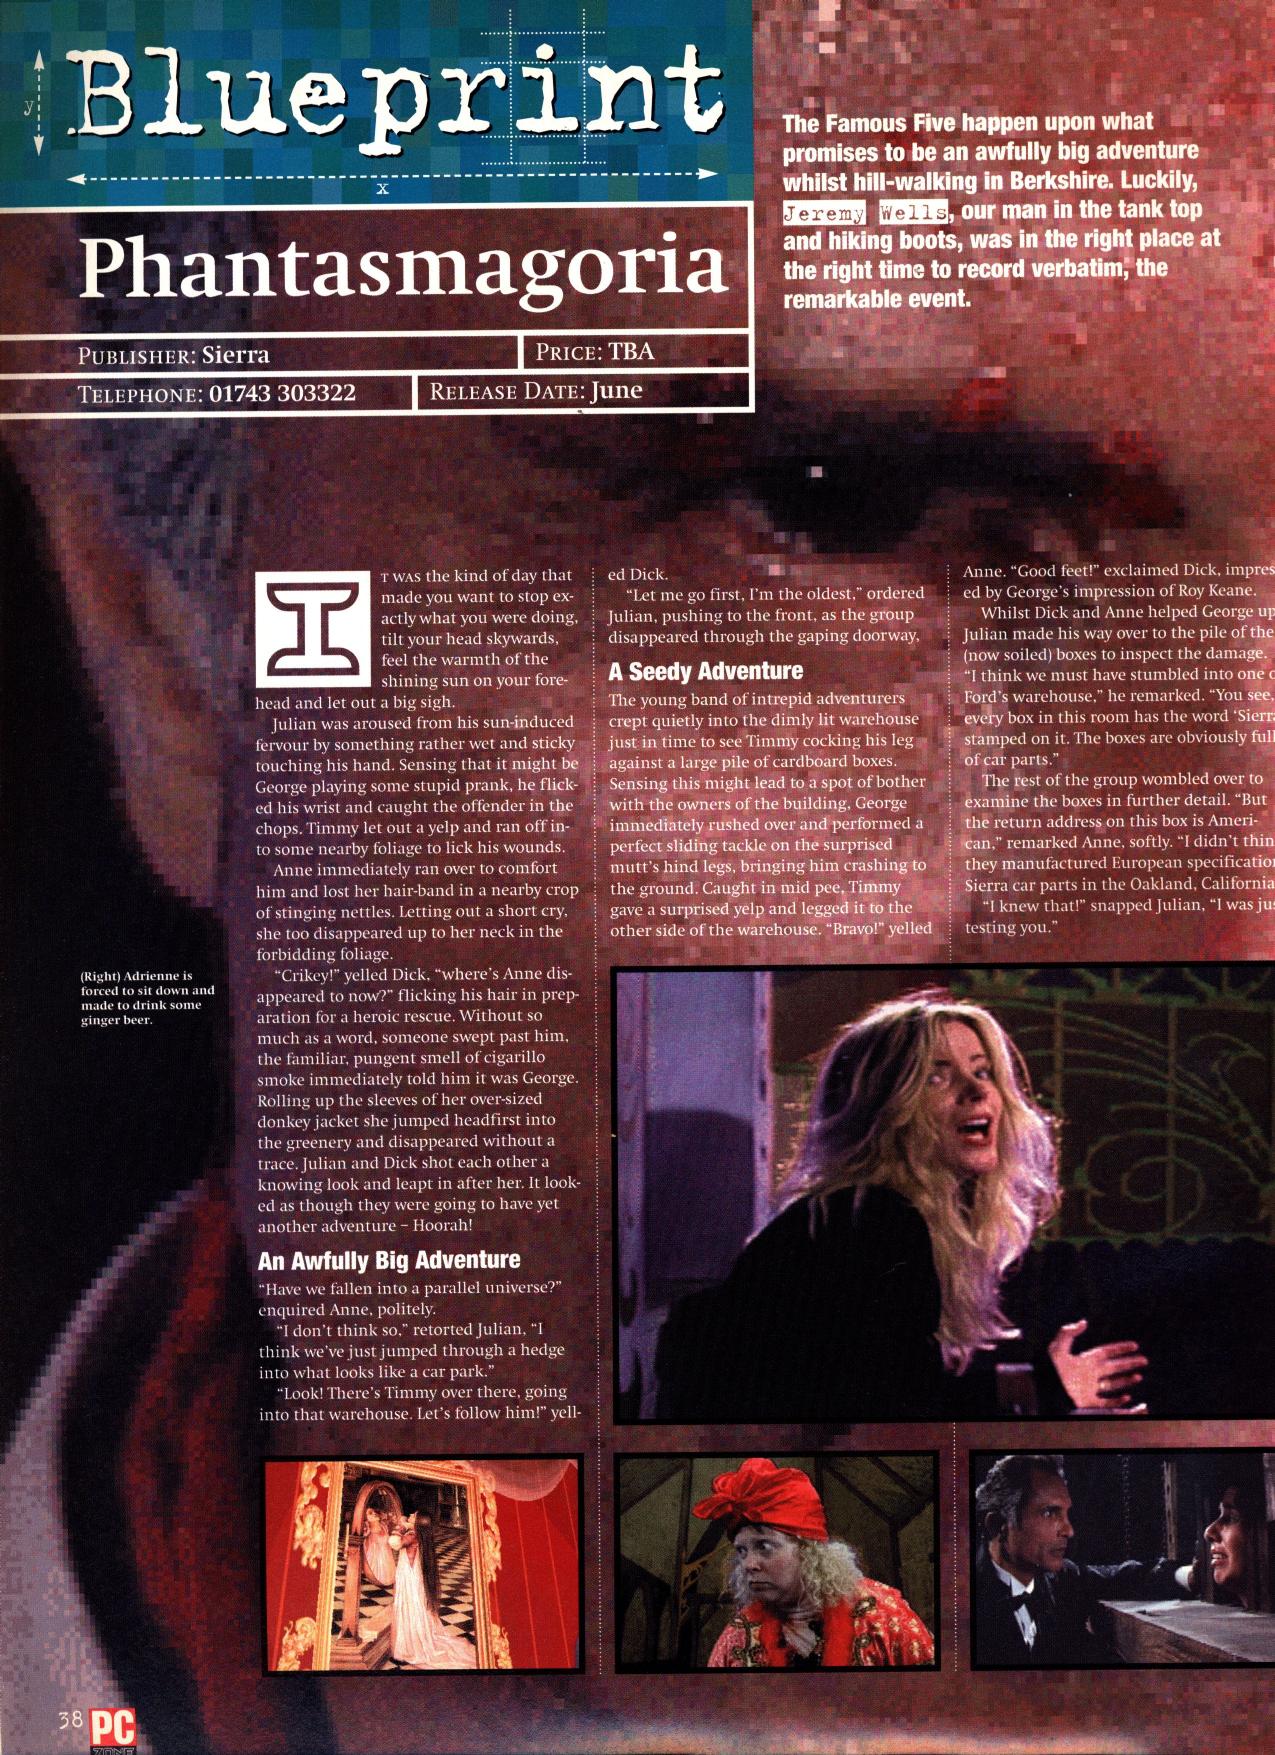 Blueprint
y
x
Phantasmagoria
PUBLISHER: Sierra
PRICE: TBA
TELEPHONE: 01743 303322
RELEASE DATE: June
The Famous Five happen upon what
promises to be an awfully big adventure
whilst hill-walking in Berkshire. Luckily,
Jeremy Wells, our man in the tank top
and hiking boots, was in the right place at
the right time to record verbatim, the
remarkable event.
IT WAS the kind of day that
made you want to stop ex-
actly what you were doing,
tilt your head skywards,
feel the warmth of the
shining sun on your fore-
head and let out a big sigh.
Julian was aroused from his sun-induced
fervour by something rather wet and sticky
touching his hand. Sensing that it might be
George playing some stupid prank, he flick-
ed his wrist and caught the offender in the
chops. Timmy let out a yelp and ran off in-
to some nearby foliage to lick his wounds.
Anne immediately ran over to comfort
him and lost her hair-band in a nearby crop
of stinging nettles. Letting out a short cry,
she too disappeared up to her neck in the
forbidding foliage.
"Crikey!" yelled Dick, "where's Anne dis-
appeared to now?" flicking his hair in prep-
aration for a heroic rescue. Without so
much as a word, someone swept past him,
the familiar, pungent smell of cigarillo
smoke immediately told him it was George.
Rolling up the sleeves of her over-sized
donkey jacket she jumped headfirst into
the greenery and disappeared without a
trace. Julian and Dick shot each other a
knowing look and leapt in after her. It look-
ed as though they were going to have yet
another adventure – Hoorah!
An Awfully Big Adventure
"Have we fallen into a parallel universe?"
enquired Anne, politely.
"I don't think so," retorted Julian, "I
think we've just jumped through a hedge
into what looks like a car park."
"Look! There's Timmy over there, going
into that warehouse. Let's follow him!" yell-
ed Dick.
"Let me go first, I'm the oldest," ordered
Julian, pushing to the front, as the group
disappeared through the gaping doorway,
A Seedy Adventure
The young band of intrepid adventurers
crept quietly into the dimly lit warehouse
just in time to see Timmy cocking his leg
against a large pile of cardboard boxes.
Sensing this might lead to a spot of bother
with the owners of the building, George
immediately rushed over and performed a
perfect sliding tackle on the surprised
mutt's hind legs, bringing him crashing to
the ground. Caught in mid pee, Timmy
gave a surprised yelp and legged it to the
other side of the warehouse. "Bravo!" yelled
Anne. "Good feet!" exclaimed Dick, impres
ed by George's impression of Roy Keane.
Whilst Dick and Anne helped George up
Julian made his way over to the pile of the
(now soiled) boxes to inspect the damage.
"I think we must have stumbled into one o
Ford's warehouse," he remarked. "You see,
every box in this room has the word 'Sierra
stamped on it. The boxes are obviously full
of car parts."
The rest of the group wombled over to
examine the boxes in further detail. "But
the return address on this box is Ameri-
can," remarked Anne, softly. "I didn't thin
they manufactured European specification
Sierra car parts in the Oakland, California
"I knew that!" snapped Julian, "I was jus
testing you."
(Right) Adrienne is
forced to sit down and
made to drink some
ginger beer.
38 PC
ZONE